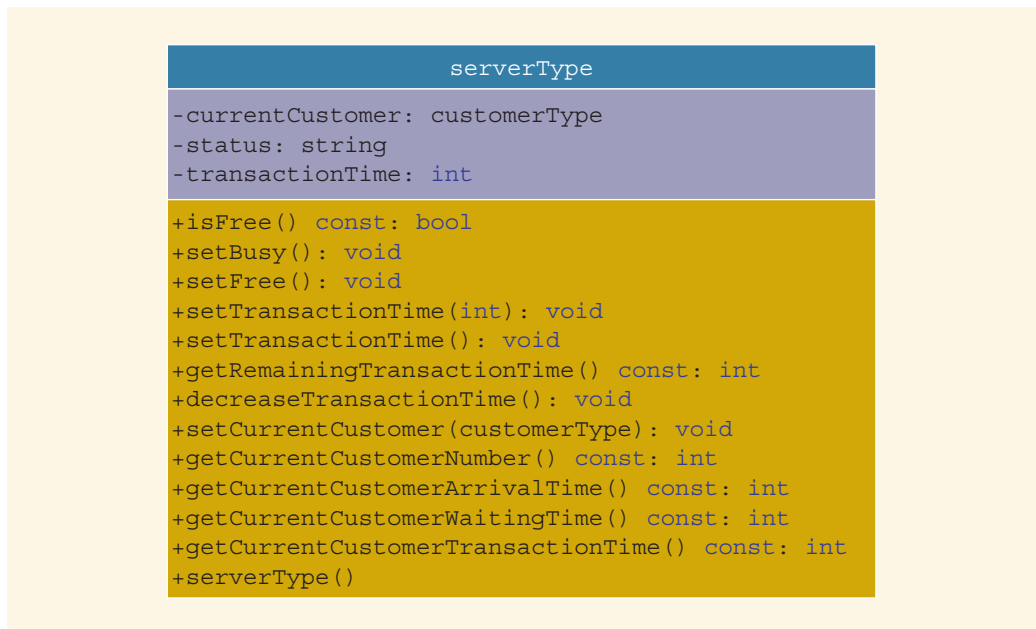 serverType
-currentCustomer: customerType
-status: string
-transactionTime: int
+isFree() const: bool
+setBusy(): void
+setFree(): void
+setTransactionTime(int): void
+setTransactionTime(): void
+getRemainingTransactionTime() const: int
+decreaseTransactionTime(): void
+setCurrentCustomer(customerType): void
+getCurrentCustomerNumber() const: int
+getCurrentCustomerArrivalTime() const: int
+getCurrentCustomerWaitingTime() const: int
+getCurrentCustomerTransactionTime() const: int
+serverType()